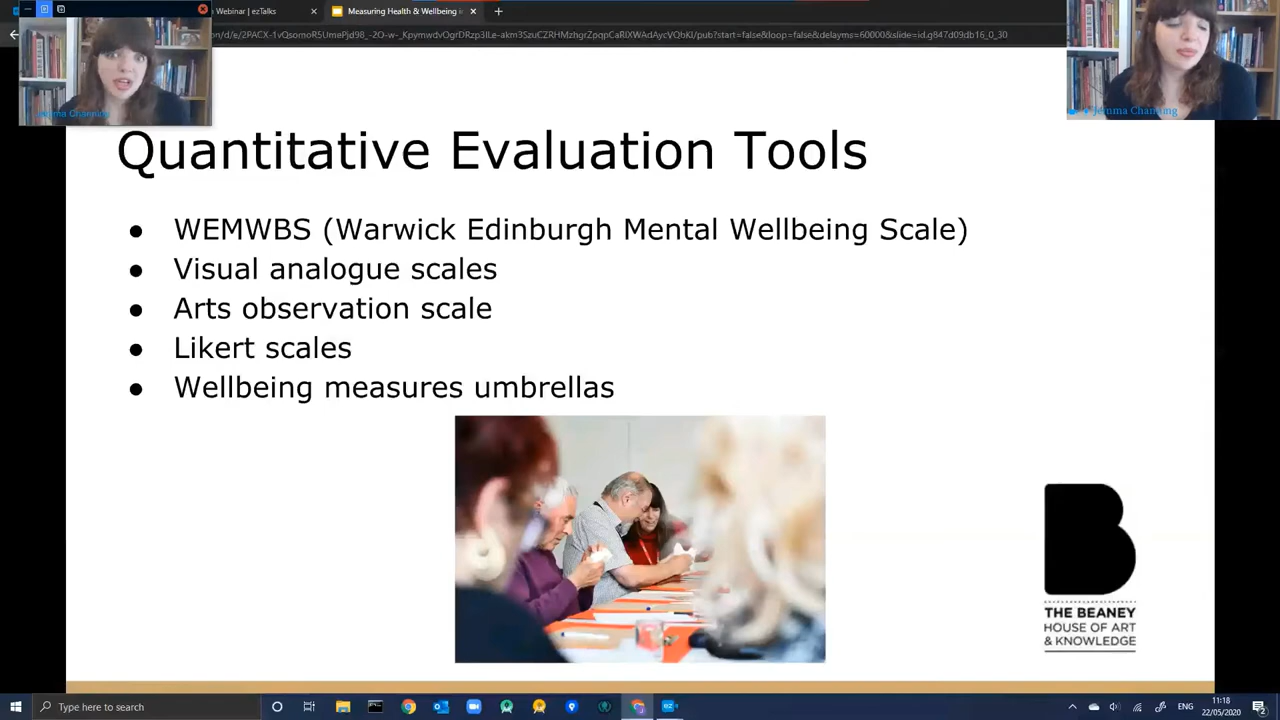 Webinar | ezTalks
Measuring Health & Wellbeing in
Quantitative Evaluation Tools
● WEMWBS (Warwick Edinburgh Mental Wellbeing Scale)
● Visual analogue scales
● Arts observation scale
● Likert scales
● Wellbeing measures umbrellas
B
THE BEANEY
HOUSE OF ART
& KNOWLEDGE
Type here to search
ENG
11:18
22/05/2020
2